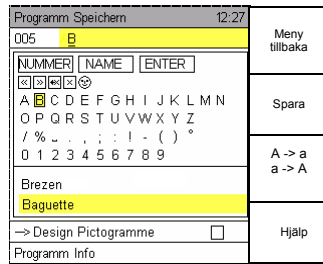 Programm Speichern 12:27
005 B
NUMMER NAME ENTER
A B C D E F G H I J K L M N
O P Q R S T U V W X Y Z
/ % ⌣ . , ; : ! - ( ) °
0 1 2 3 4 5 6 7 8 9
Brezen
Baguette
—> Design Pictogramme
Programm Info
Meny
tillbaka
Spara
A -> a
a -> A
Hjälp